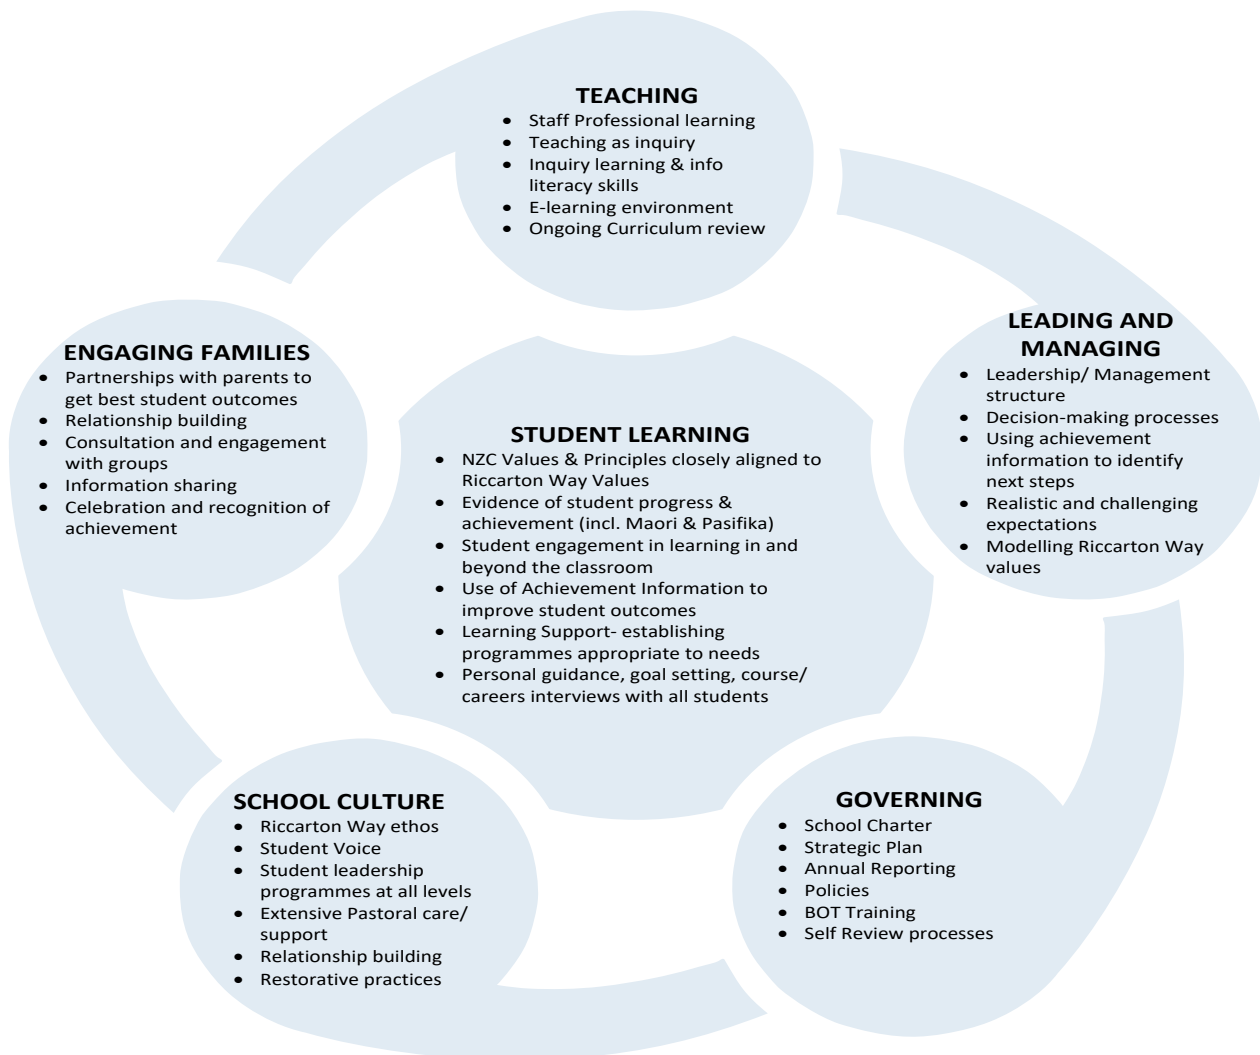 TEACHING
• Staff Professional learning
• Teaching as inquiry
• Inquiry learning & info
literacy skills
• E-learning environment
• Ongoing Curriculum review
ENGAGING FAMILIES
• Partnerships with parents to
get best student outcomes
• Relationship building
• Consultation and engagement
with groups
• Information sharing
• Celebration and recognition of
achievement
LEADING AND
MANAGING
• Leadership/ Management
structure
• Decision-making processes
• Using achievement
information to identify
next steps
• Realistic and challenging
expectations
• Modelling Riccarton Way
values
STUDENT LEARNING
• NZC Values & Principles closely aligned to
Riccarton Way Values
• Evidence of student progress &
achievement (incl. Maori & Pasifika)
• Student engagement in learning in and
beyond the classroom
• Use of Achievement Information to
improve student outcomes
• Learning Support- establishing
programmes appropriate to needs
• Personal guidance, goal setting, course/
careers interviews with all students
SCHOOL CULTURE
• Riccarton Way ethos
• Student Voice
• Student leadership
programmes at all levels
• Extensive Pastoral care/
support
• Relationship building
• Restorative practices
GOVERNING
• School Charter
• Strategic Plan
• Annual Reporting
• Policies
• BOT Training
• Self Review processes